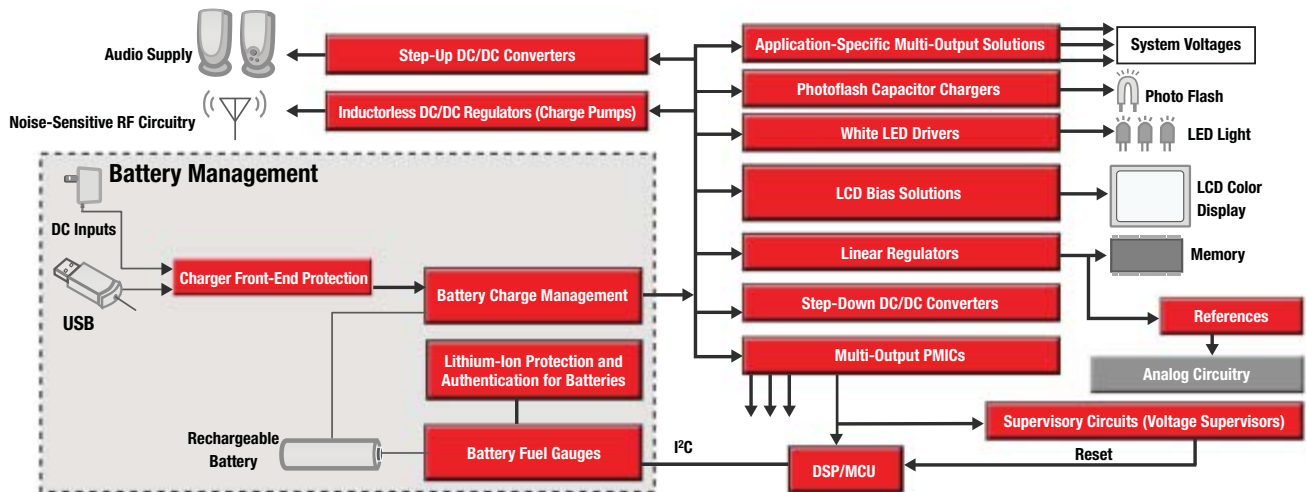 Audio Supply
Step-Up DC/DC Converters
Noise-Sensitive RF Circuitry
Inductorless DC/DC Regulators (Charge Pumps)
Battery Management
DC Inputs
USB
Charger Front-End Protection
Battery Charge Management
Lithium-Ion Protection and
Authentication for Batteries
Rechargeable
Battery
Battery Fuel Gauges
I²C
Application-Specific Multi-Output Solutions
System Voltages
Photoflash Capacitor Chargers
Photo Flash
White LED Drivers
LED Light
LCD Bias Solutions
LCD Color
Display
Linear Regulators
Memory
Step-Down DC/DC Converters
References
Multi-Output PMICs
Analog Circuitry
Supervisory Circuits (Voltage Supervisors)
DSP/MCU
Reset